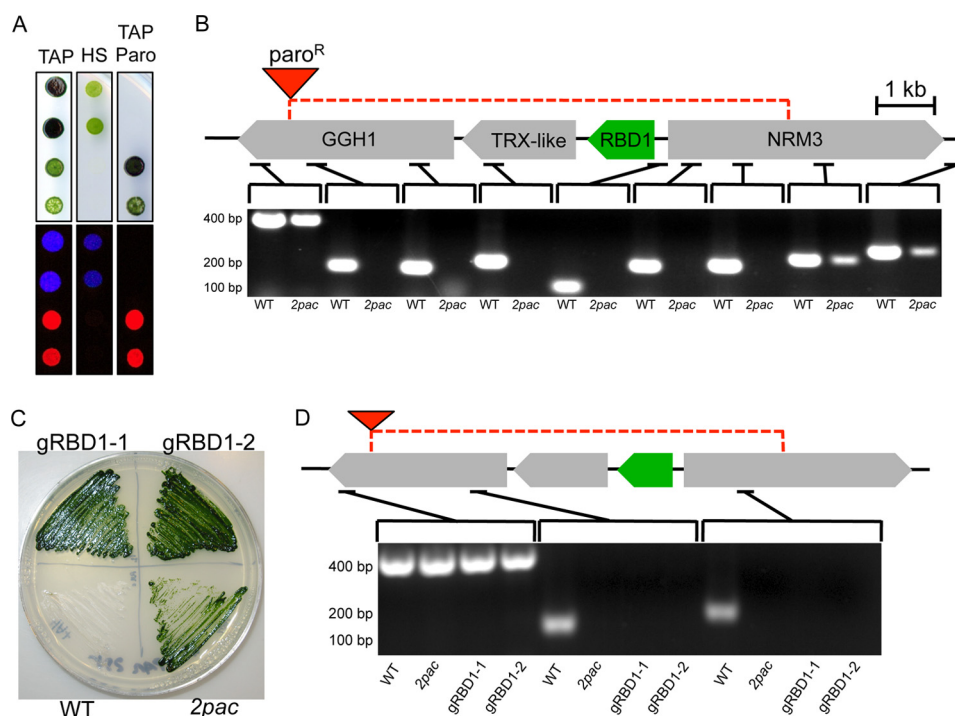 A
TAP HS TAP Paro
B
paroR
1 kb
GGH1 TRX-like RBD1 NRM3
400 bp
200 bp
100 bp
WT 2pac WT 2pac WT 2pac WT 2pac WT 2pac WT 2pac WT 2pac WT 2pac WT 2pac
C
gRBD1-1 gRBD1-2
WT 2pac
D
400 bp
200 bp
100 bp
WT 2pac gRBD1-1 gRBD1-2 WT 2pac gRBD1-1 gRBD1-2 WT 2pac gRBD1-1 gRBD1-2